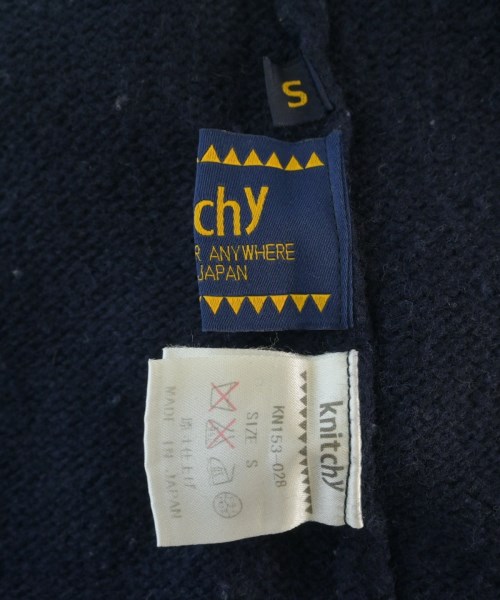 S
chy
R ANYWHERE
JAPAN
knitchy
KN153-028
SIZE S
MADE IN JAPAN